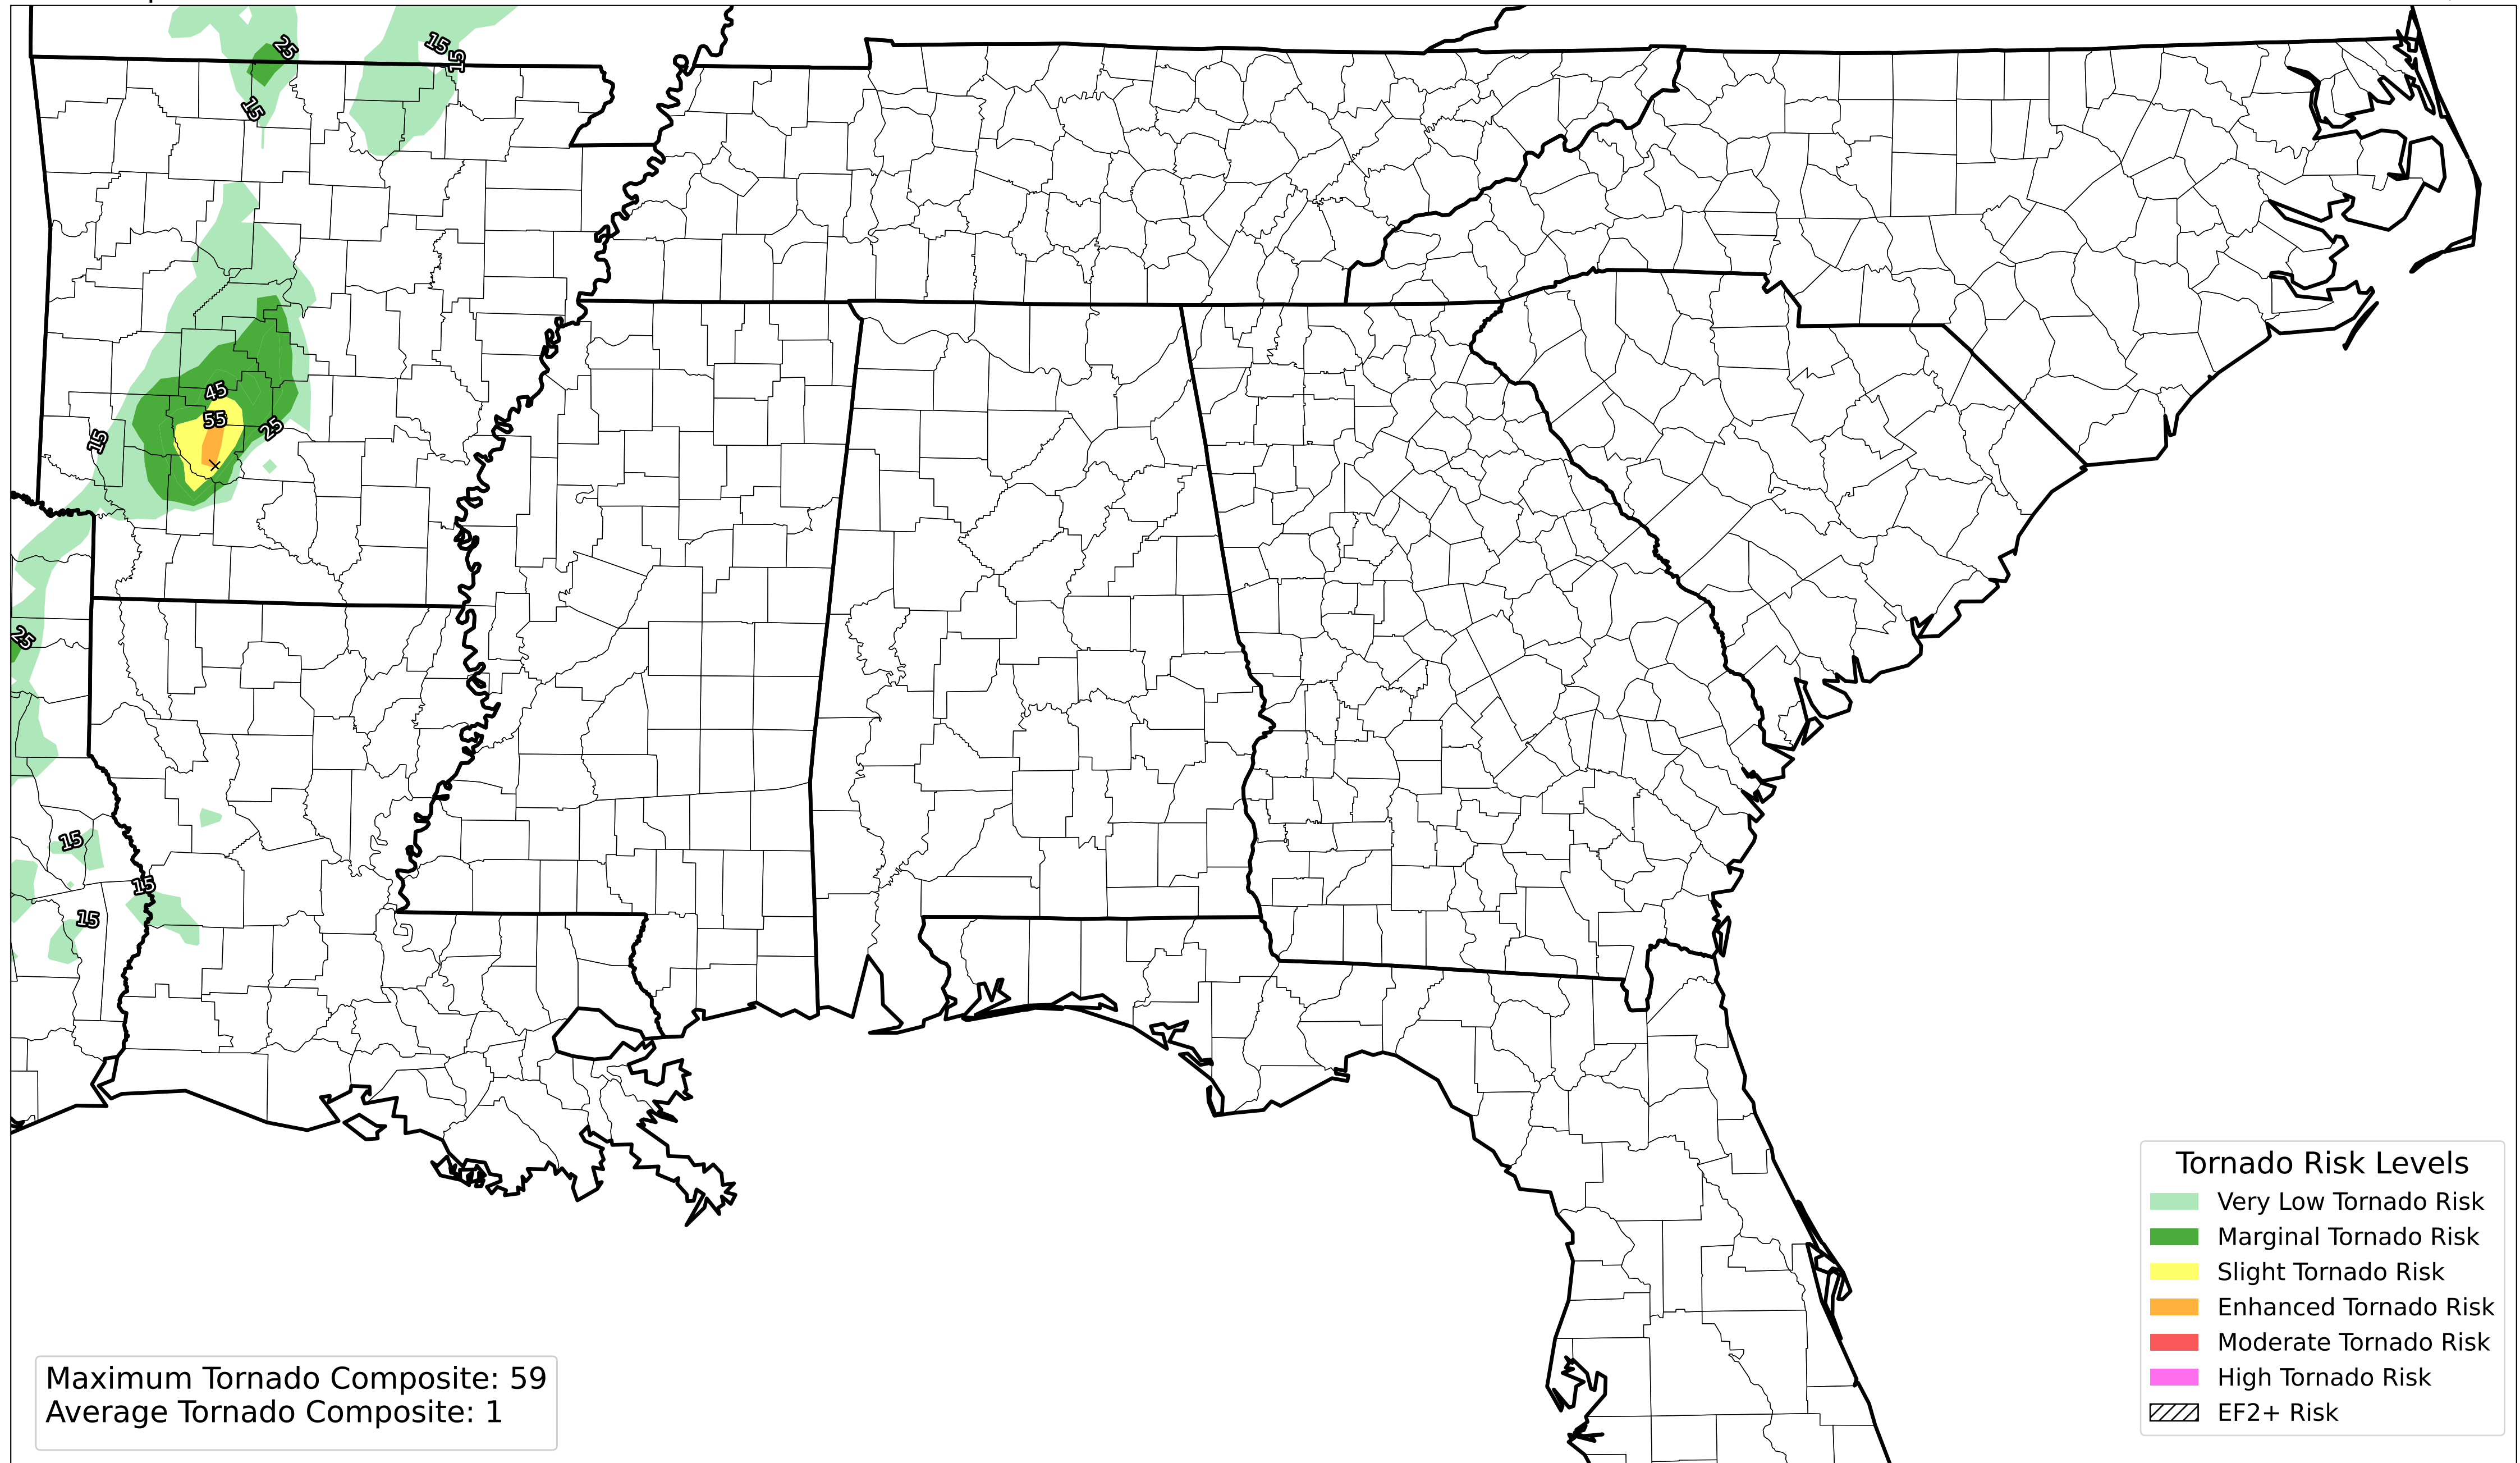 25
15
15
15
45
55
25
15
25
15
15
15
Tornado Risk Levels
Very Low Tornado Risk
Marginal Tornado Risk
Slight Tornado Risk
Enhanced Tornado Risk
Moderate Tornado Risk
High Tornado Risk
EF2+ Risk
Maximum Tornado Composite: 59
Average Tornado Composite: 1